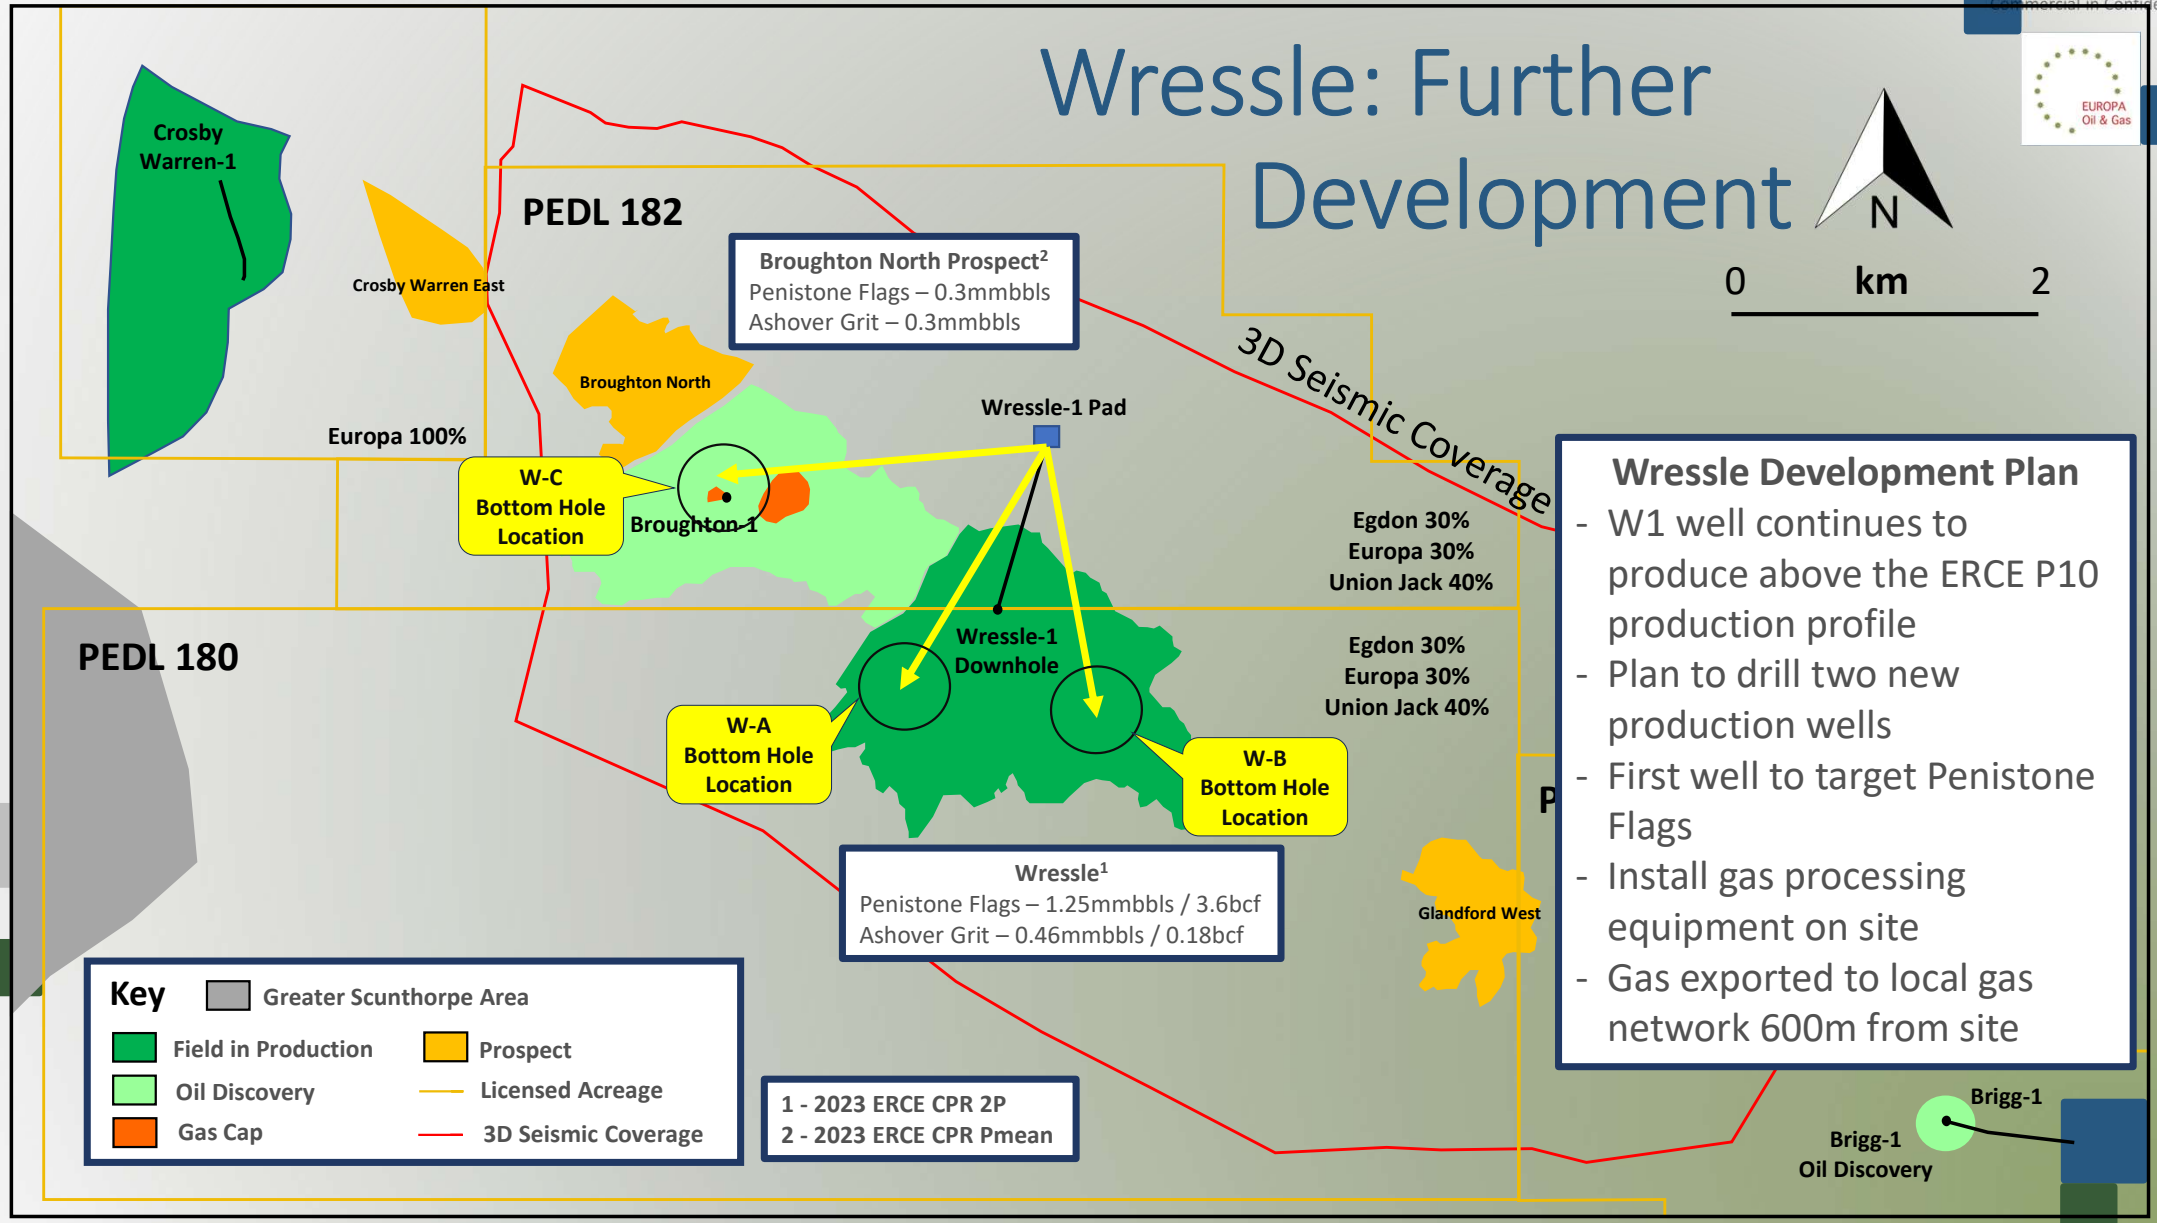 Wressle: Further
Development
EUROPA
Oil & Gas
N
0 km 2
Crosby
Warren-1
PEDL 182
Crosby Warren East
Broughton North Prospect2
Penistone Flags – 0.3mmbbls
Ashover Grit – 0.3mmbbls
3D Seismic Coverage
Broughton North
Wressle-1 Pad
Europa 100%
W-C
Bottom Hole
Location
Broughton-1
Egdon 30%
Europa 30%
Union Jack 40%
PEDL 180
Wressle-1
Downhole
Egdon 30%
Europa 30%
Union Jack 40%
W-A
Bottom Hole
Location
W-B
Bottom Hole
Location
P
Wressle1
Penistone Flags – 1.25mmbbls / 3.6bcf
Ashover Grit – 0.46mmbbls / 0.18bcf
Glandford West
Wressle Development Plan
- W1 well continues to
produce above the ERCE P10
production profile
- Plan to drill two new
production wells
- First well to target Penistone
Flags
- Install gas processing
equipment on site
- Gas exported to local gas
network 600m from site
Key
Greater Scunthorpe Area
Field in Production
Prospect
Oil Discovery
Licensed Acreage
Gas Cap
3D Seismic Coverage
1 - 2023 ERCE CPR 2P
2 - 2023 ERCE CPR Pmean
Brigg-1
Brigg-1
Oil Discovery